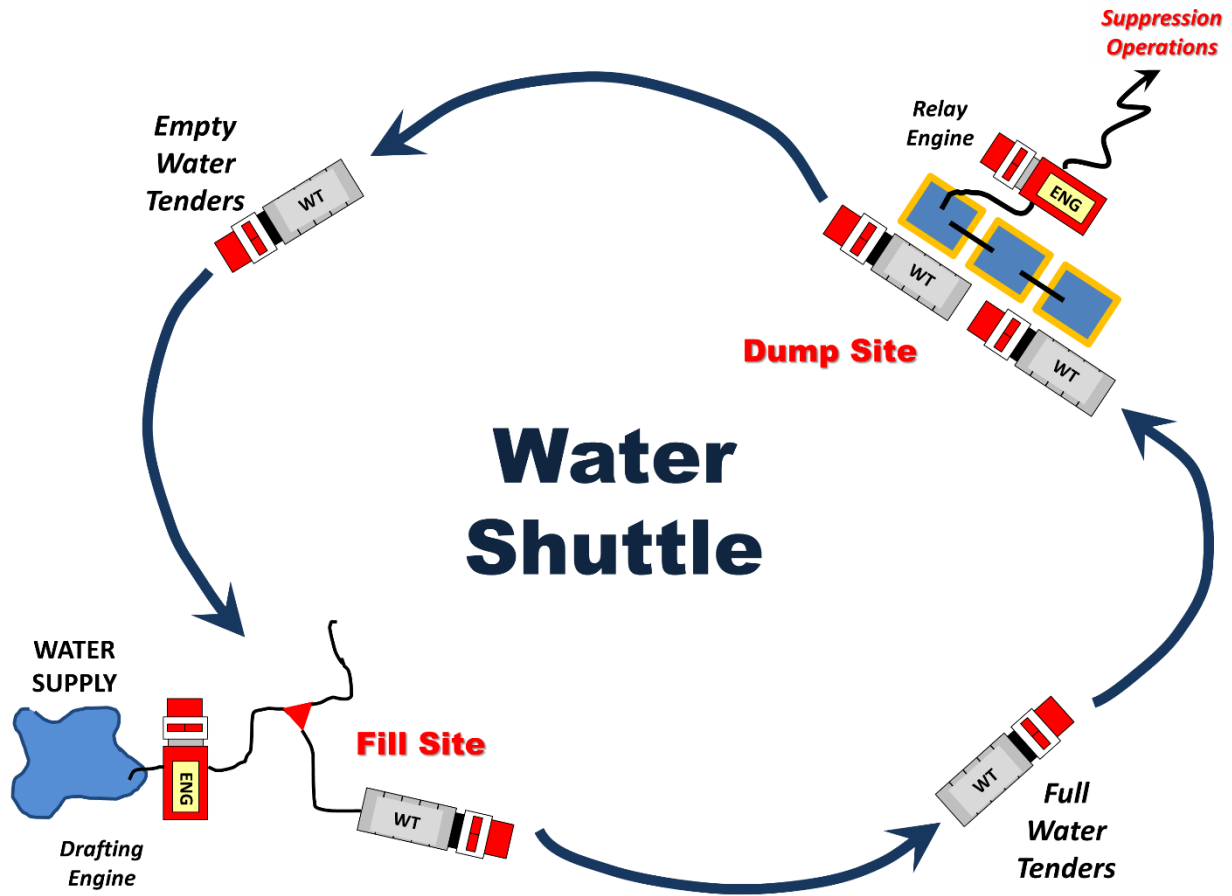 Suppression
Operations
Relay
Engine
ENG
Empty
Water
Tenders
WT
WT
WT
Dump Site
Water
Shuttle
WATER
SUPPLY
ENG
Drafting
Engine
Fill Site
WT
WT
Full
Water
Tenders